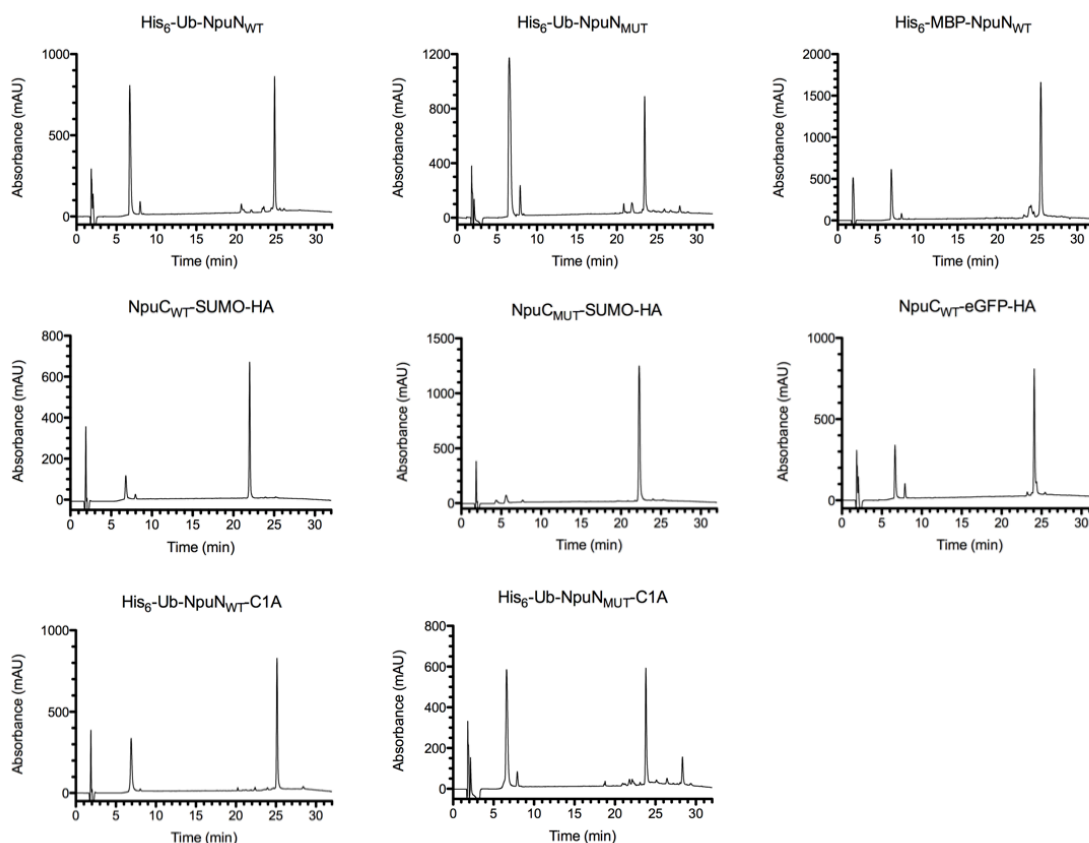 His6-Ub-NpuNWT
1000
500
0
Absorbance (mAU)
0 5 10 15 20 25 30
Time (min)
His6-Ub-NpuNMUT
1200
800
400
0
Absorbance (mAU)
0 5 10 15 20 25 30
Time (min)
His6-MBP-NpuNWT
2000
1500
1000
500
0
Absorbance (mAU)
0 5 10 15 20 25 30
Time (min)
NpuCWT-SUMO-HA
800
600
400
200
0
Absorbance (mAU)
0 5 10 15 20 25 30
Time (min)
NpuCMUT-SUMO-HA
1500
1000
500
0
Absorbance (mAU)
0 5 10 15 20 25 30
Time (min)
NpuCWT-eGFP-HA
1000
500
0
Absorbance (mAU)
0 5 10 15 20 25 30
Time (min)
His6-Ub-NpuNWT-C1A
1000
500
0
Absorbance (mAU)
0 5 10 15 20 25 30
Time (min)
His6-Ub-NpuNMUT-C1A
800
600
400
200
0
Absorbance (mAU)
0 5 10 15 20 25 30
Time (min)